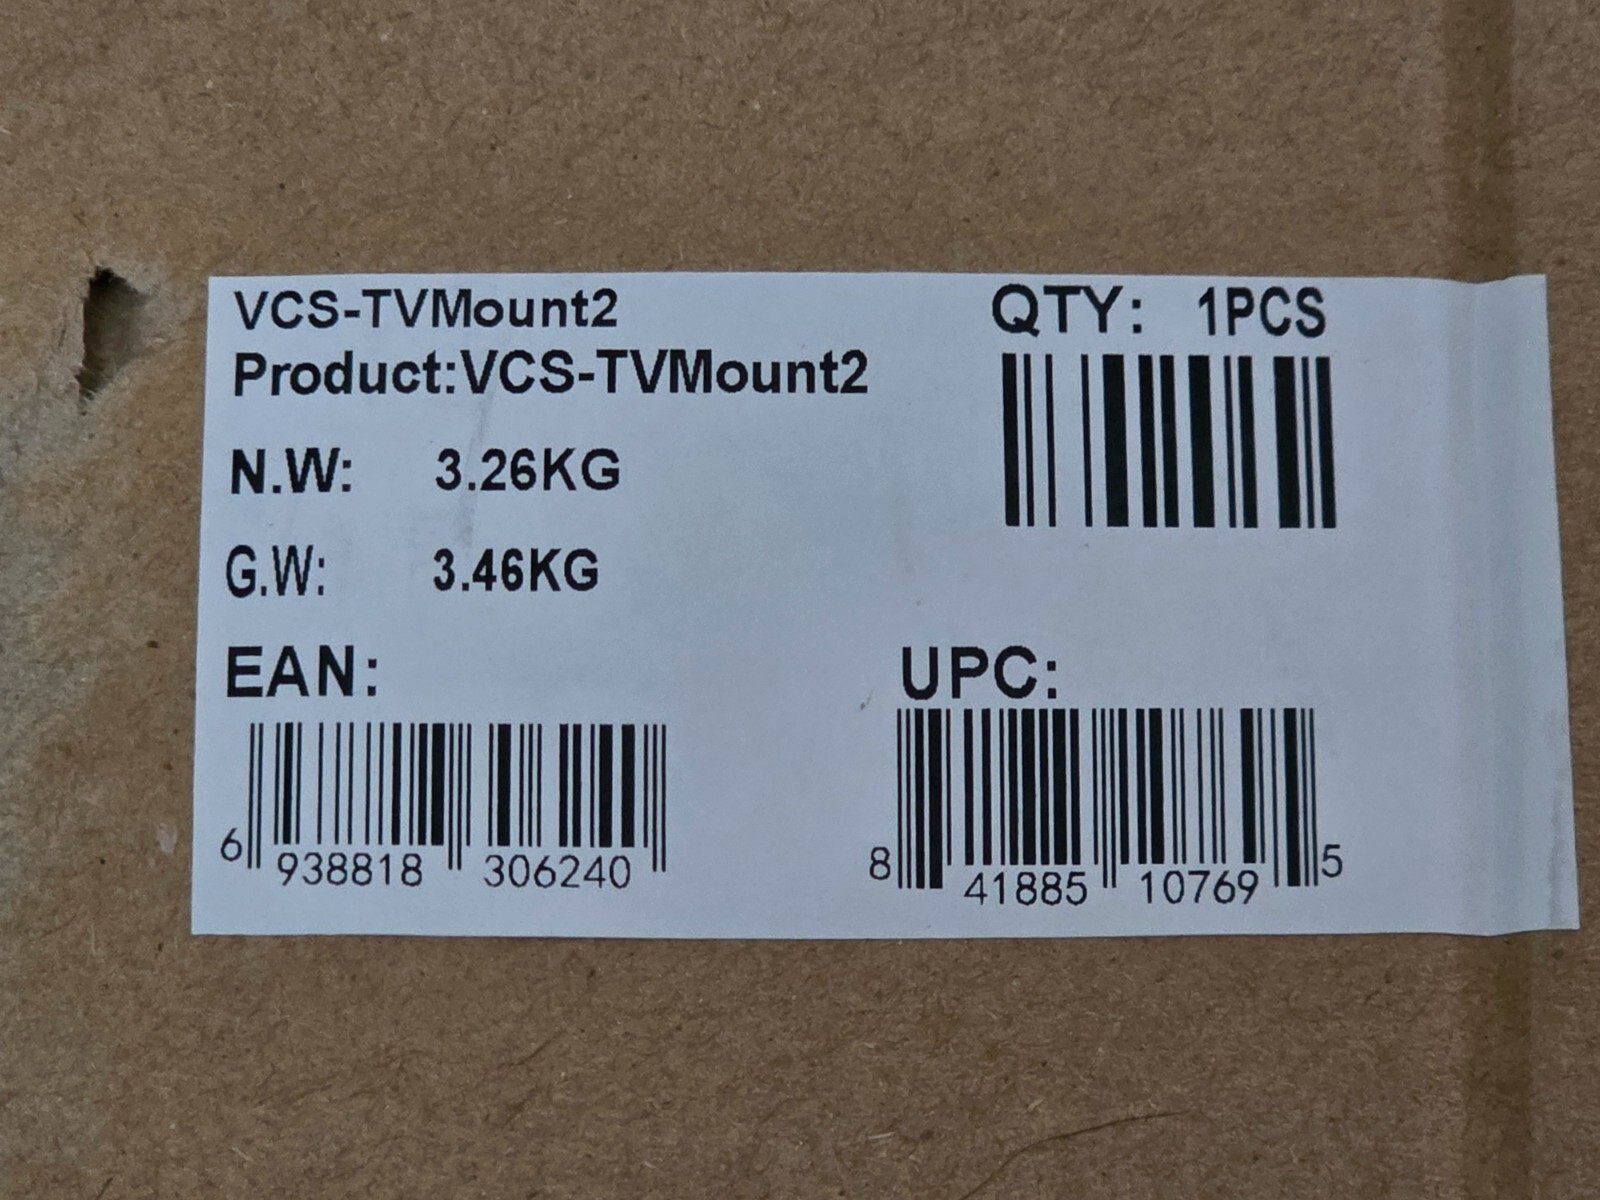 VCS-TVMount2
Product:VCS-TVMount2
QTY: 1PCS
N.W: 3.26KG
G.W: 3.46KG
EAN:
6 938818 306240
UPC:
8 41885 10769 5